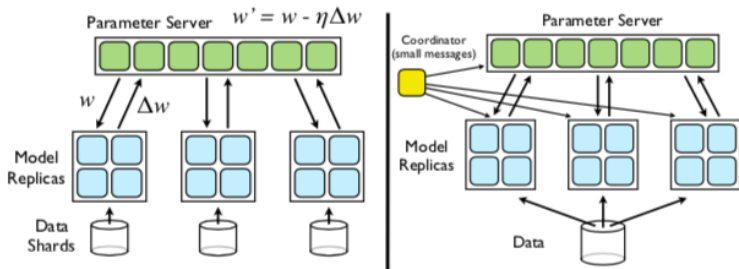 Parameter Server w' = w - ηΔw
w Δw
Model
Replicas
Data
Shards
Parameter Server
Coordinator
(small messages)
Model
Replicas
Data